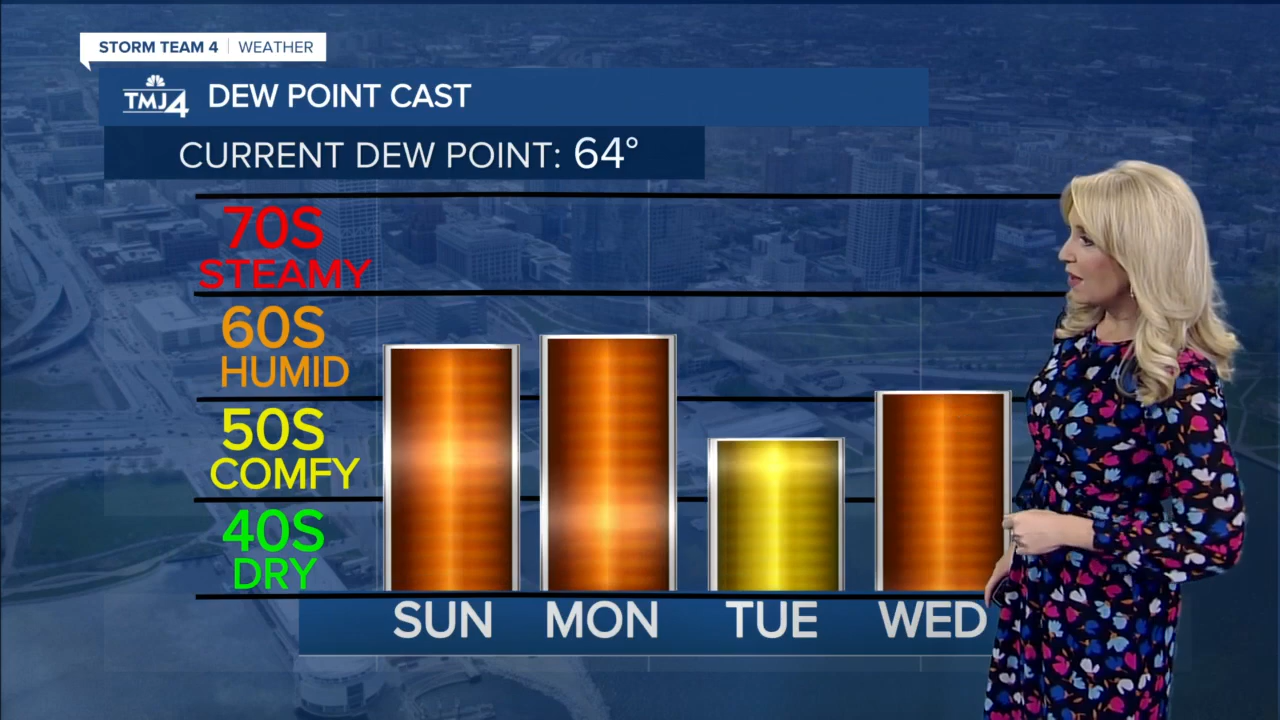 STORM TEAM 4 | WEATHER
TMJ4 DEW POINT CAST
CURRENT DEW POINT: 64°
70S
STEAMY
60S
HUMID
50S
COMFY
40S
DRY
SUN MON TUE WED